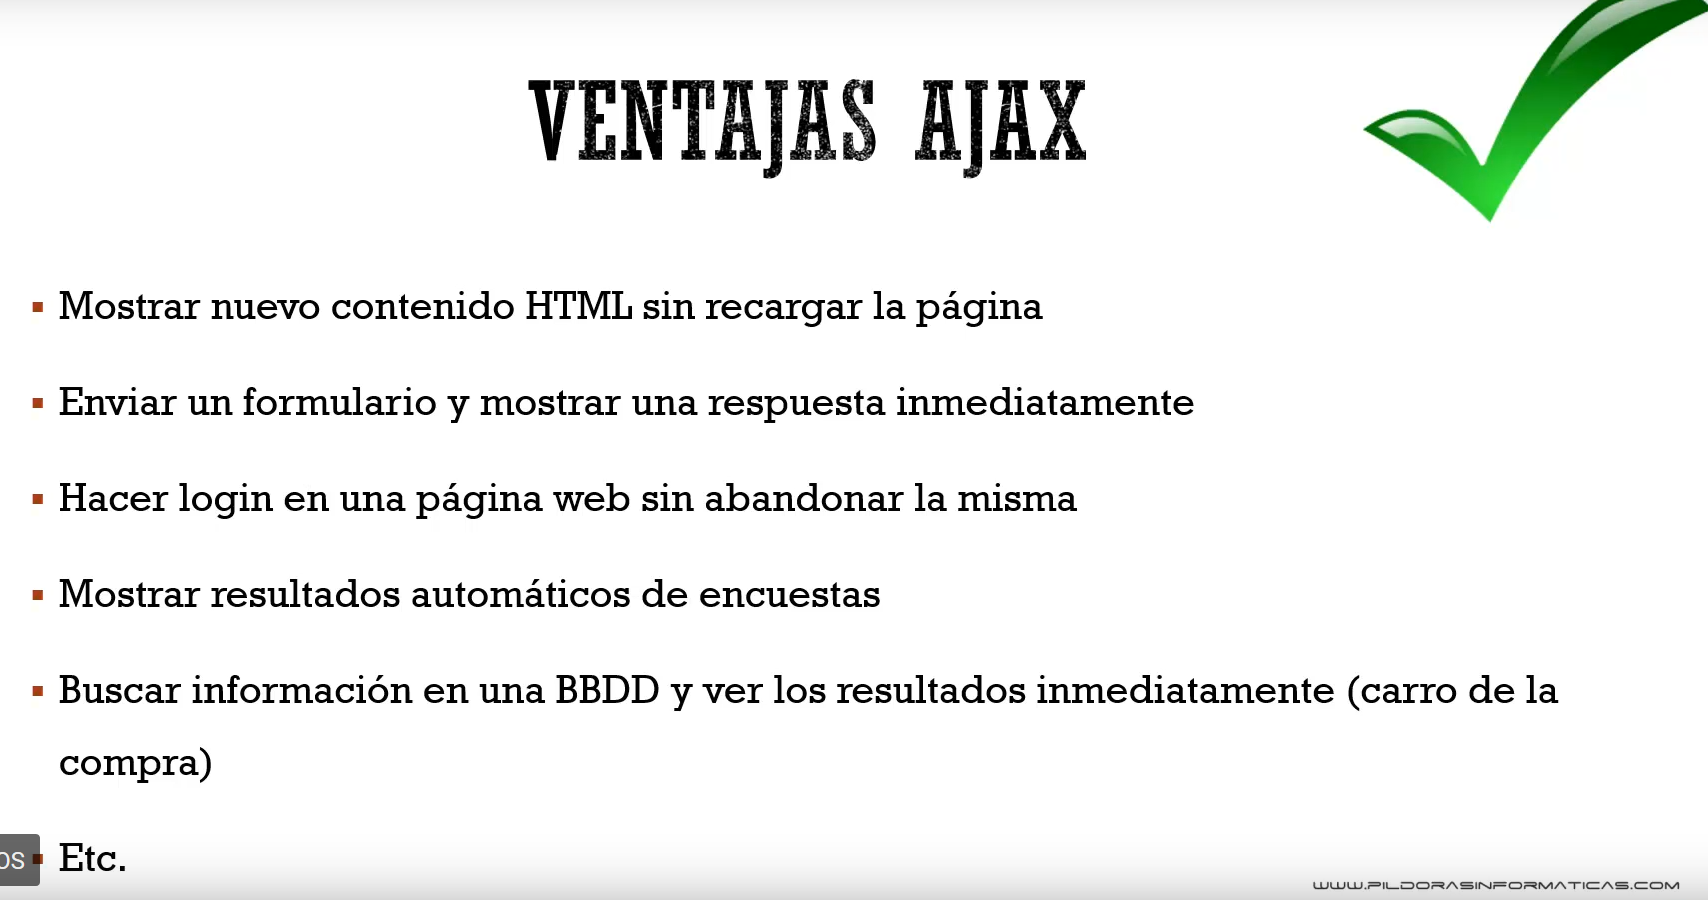 VENTAJAS AJAX
Mostrar nuevo contenido HTML sin recargar la página
Enviar un formulario y mostrar una respuesta inmediatamente
Hacer login en una página web sin abandonar la misma
Mostrar resultados automáticos de encuestas
Buscar información en una BBDD y ver los resultados inmediatamente (carro de la
compra)
Etc.
OS
WWW.PILDORASINFORMATICAS.COM